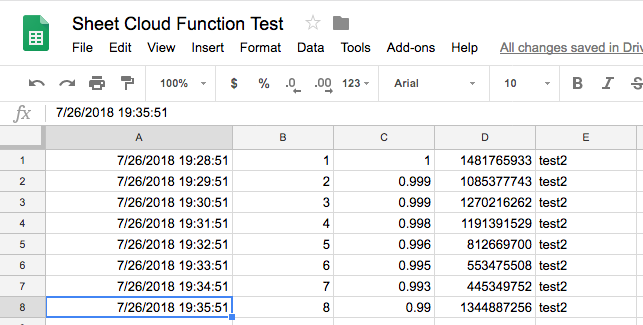 Sheet Cloud Function Test
File Edit View Insert Format Data Tools Add-ons Help All changes saved in Driv
100% $ % .0 .00 123 Arial 10 B I S
fx 7/26/2018 19:35:51
A B C D E
1 7/26/2018 19:28:51 1 1 1481765933 test2
2 7/26/2018 19:29:51 2 0.999 1085377743 test2
3 7/26/2018 19:30:51 3 0.999 1270216262 test2
4 7/26/2018 19:31:51 4 0.998 1191391529 test2
5 7/26/2018 19:32:51 5 0.996 812669700 test2
6 7/26/2018 19:33:51 6 0.995 553475508 test2
7 7/26/2018 19:34:51 7 0.993 445349752 test2
8 7/26/2018 19:35:51 8 0.99 1344887256 test2